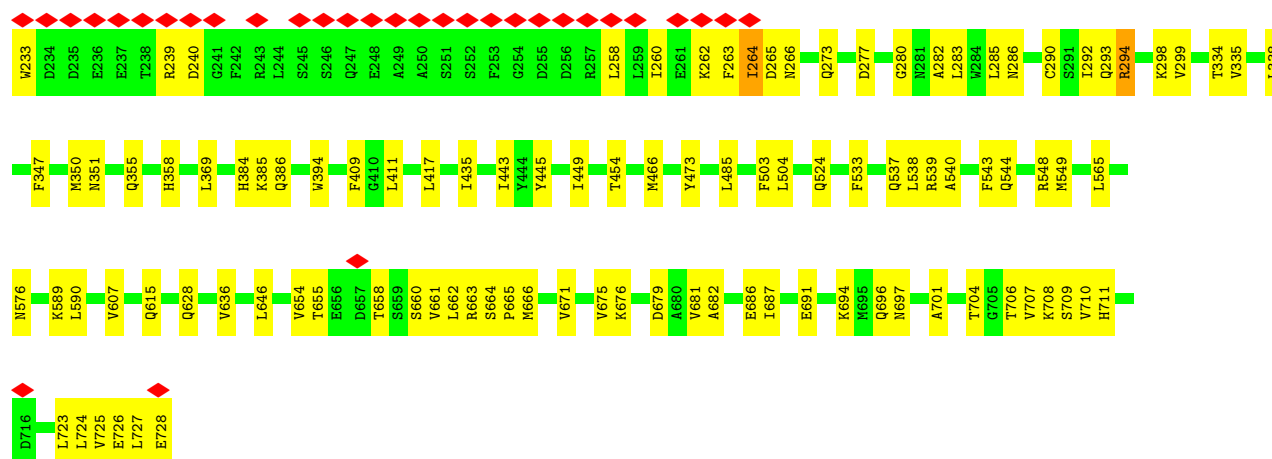 W233 D234 D235 E236 E237 T238 R239 D240 G241 F242 R243 L244 S245 S246 Q247 E248 A249 A250 S251 S252 F253 G254 D255 D256 R257 L258 L259 I260 E261 K262 F263 I264 D265 N266 Q273 D277 G280 N281 A282 L283 W284 L285 N286 C290 S291 I292 Q293 R294 K298 V299 T334 V335
F347 M350 N351 Q355 H358 L369 H384 K385 Q386 W394 F409 G410 L411 L417 I435 I443 Y444 Y445 I449 T454 M466 Y473 L485 F503 L504 Q524 F533 Q537 L538 R539 A540 F543 Q544 R548 M549 L565
N576 K589 L590 V607 Q615 Q628 V636 L646 V654 T655 E656 D657 T658 S659 S660 V661 L662 R663 S664 P665 M666 V671 V675 K676 D679 A680 V681 A682 E686 I687 E691 K694 M695 Q696 N697 A701 T704 G705 T706 V707 K708 S709 V710 H711
D716 L723 L724 V725 E726 L727 E728